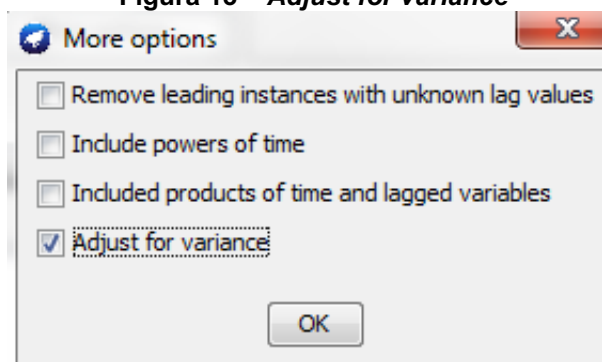 Figura 16 – Adjust for variance
More options
Remove leading instances with unknown lag values
Include powers of time
Included products of time and lagged variables
Adjust for variance
OK